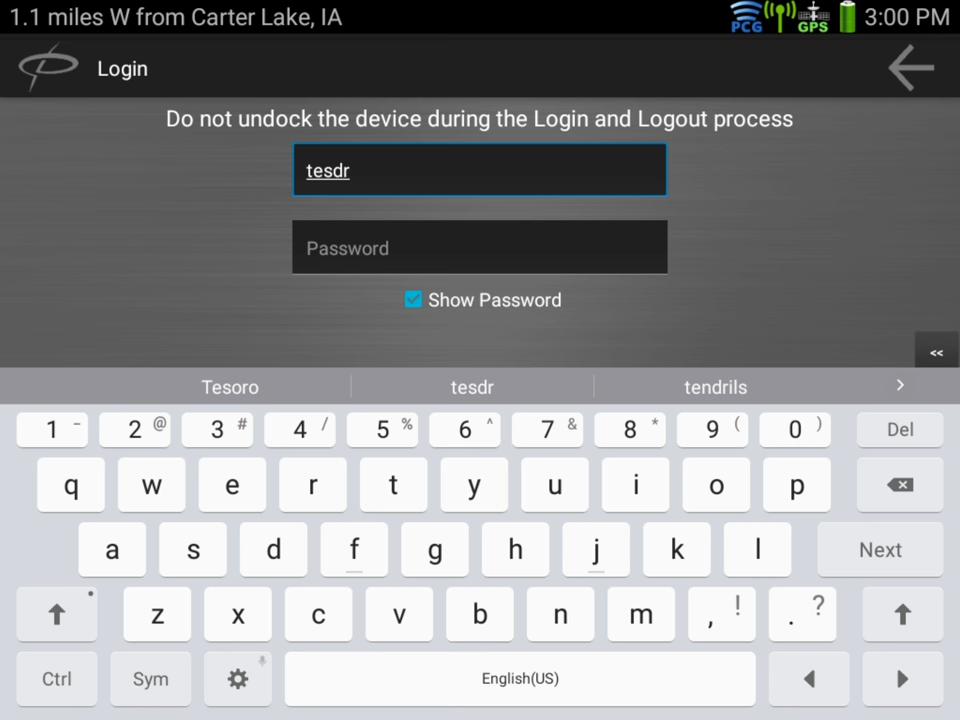 1.1 miles W from Carter Lake, IA PCG GPS 3:00 PM
Login
Do not undock the device during the Login and Logout process
tesdr
Password
Show Password
<<
Tesoro tesdr tendrils >
1 - 2 @ 3 # 4 / 5 % 6 ^ 7 & 8 * 9 ( 0 ) Del
q w e r t y u i o p
a s d f g h j k l Next
z x c v b n m , ! . ?
Ctrl Sym English(US)